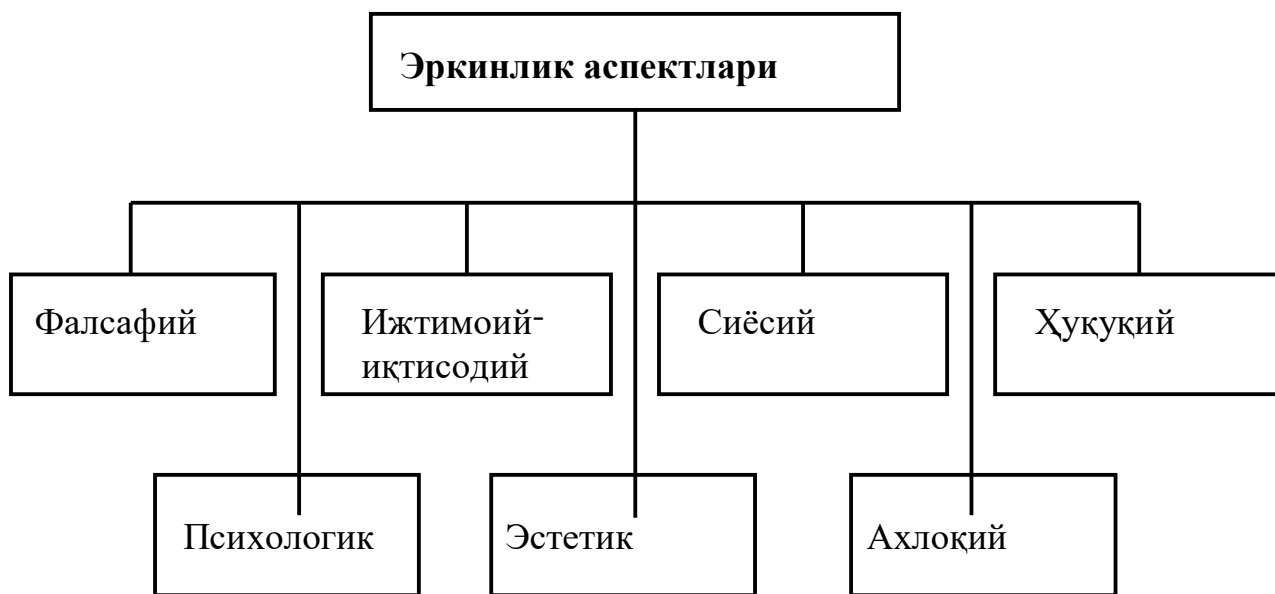 Эркинлик аспектлари
Фалсафий
Ижтимоий-
иқтисодий
Сиёсий
Ҳуқуқий
Психологик
Эстетик
Ахлоқий